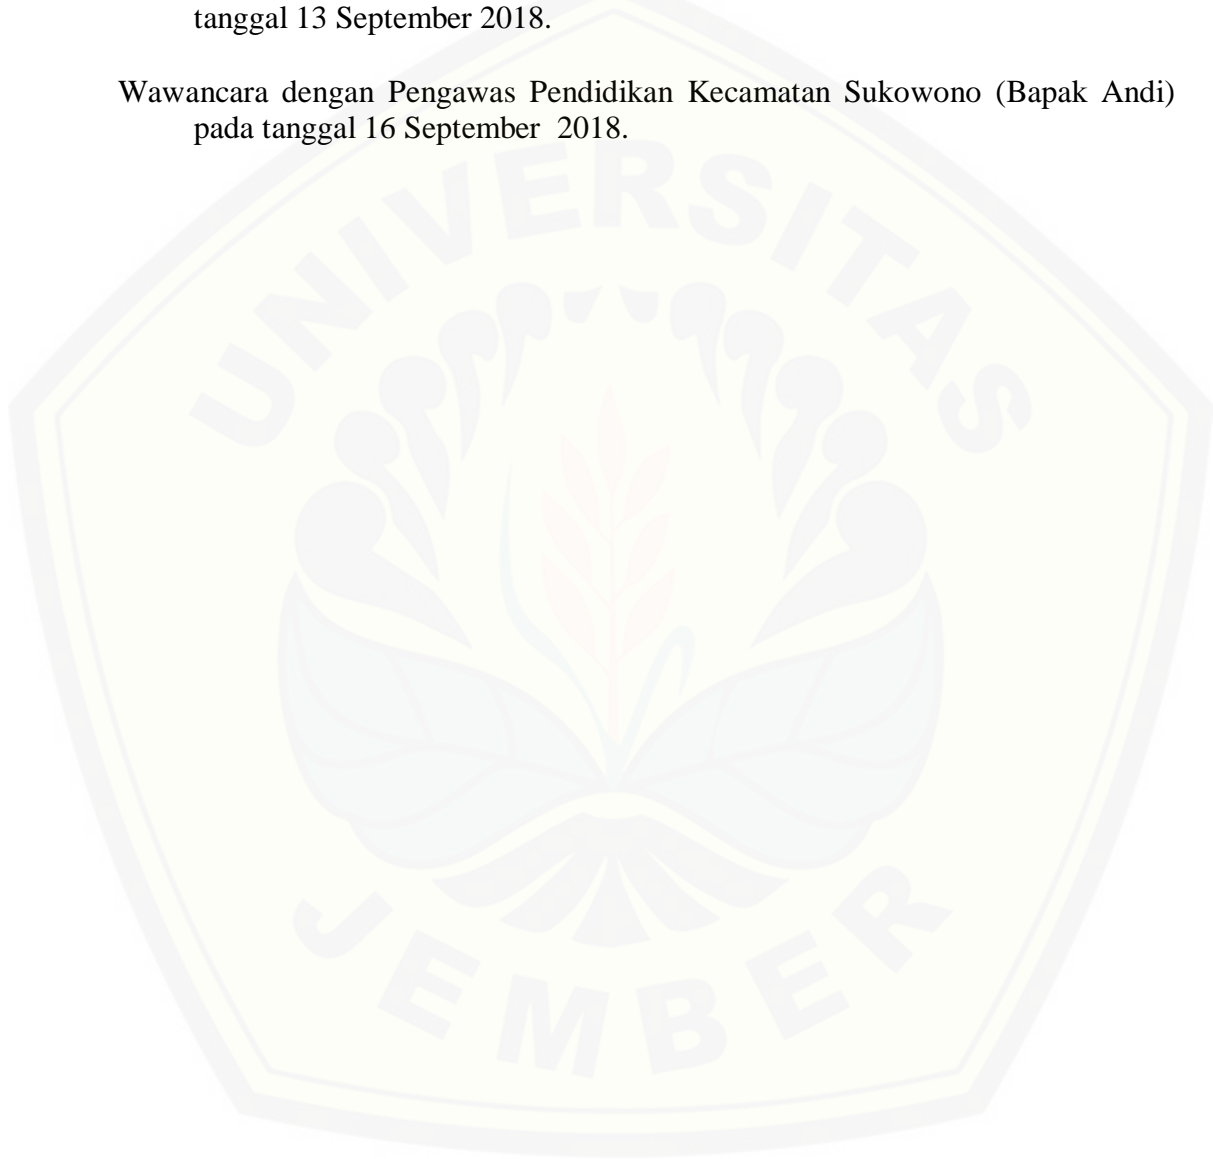 tanggal 13 September 2018.
Wawancara dengan Pengawas Pendidikan Kecamatan Sukowono (Bapak Andi)
pada tanggal 16 September 2018.
UNIVERSITAS
JEMBER